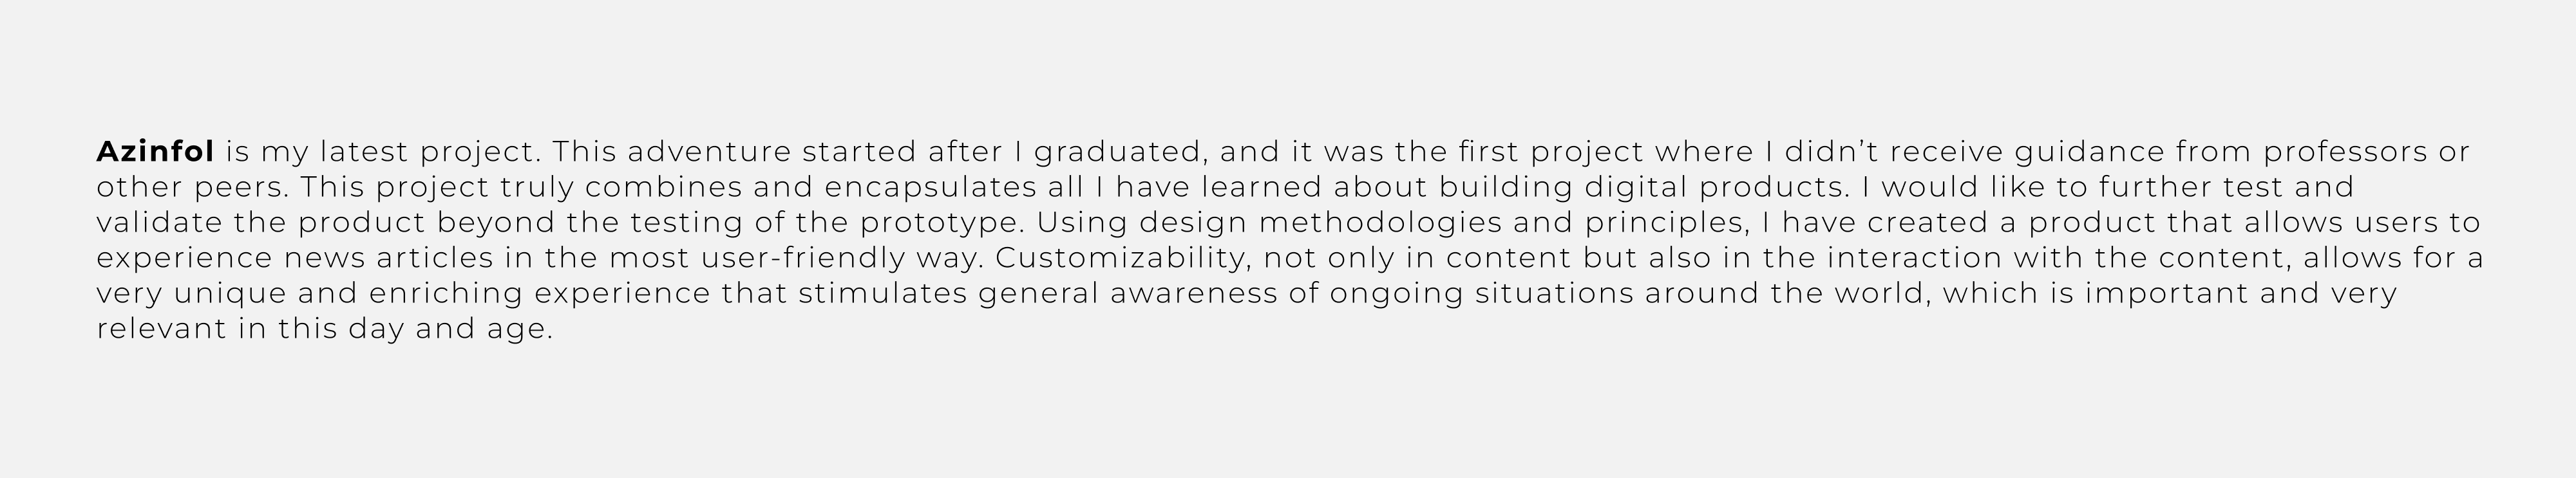 Azinfol is my latest project. This adventure started after I graduated, and it was the first project where I didn’t receive guidance from professors or
other peers. This project truly combines and encapsulates all I have learned about building digital products. I would like to further test and
validate the product beyond the testing of the prototype. Using design methodologies and principles, I have created a product that allows users to
experience news articles in the most user-friendly way. Customizability, not only in content but also in the interaction with the content, allows for a
very unique and enriching experience that stimulates general awareness of ongoing situations around the world, which is important and very
relevant in this day and age.